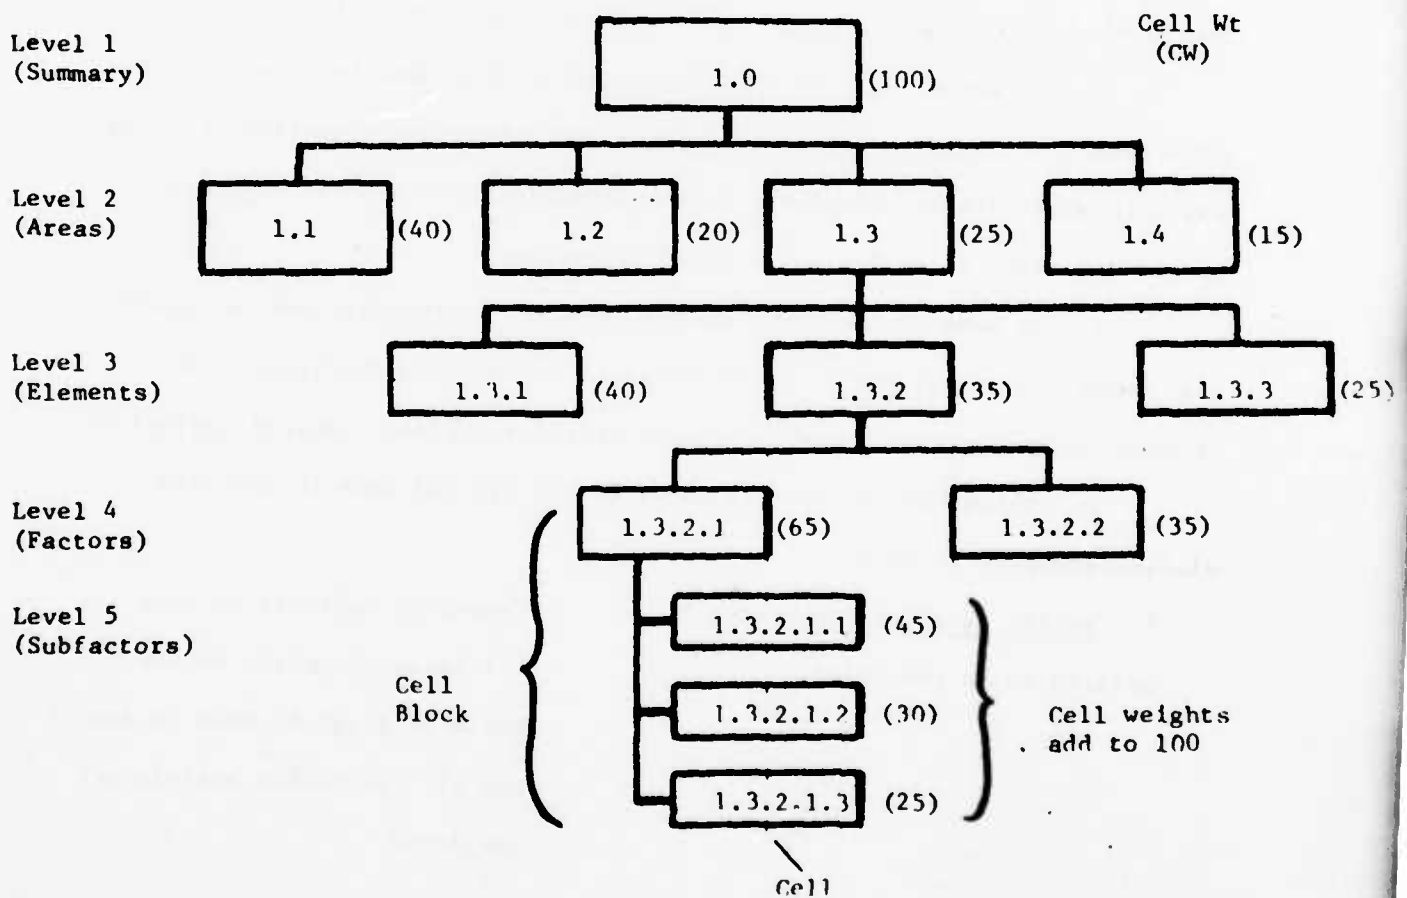 Level 1
(Summary)
1.0 (100)
Cell Wt
(CW)
Level 2
(Areas)
1.1 (40) 1.2 (20) 1.3 (25) 1.4 (15)
Level 3
(Elements)
1.3.1 (40) 1.3.2 (35) 1.3.3 (25)
Level 4
(Factors)
1.3.2.1 (65) 1.3.2.2 (35)
Level 5
(Subfactors)
1.3.2.1.1 (45)
Cell
Block
1.3.2.1.2 (30)
Cell weights
add to 100
1.3.2.1.3 (25)
Cell